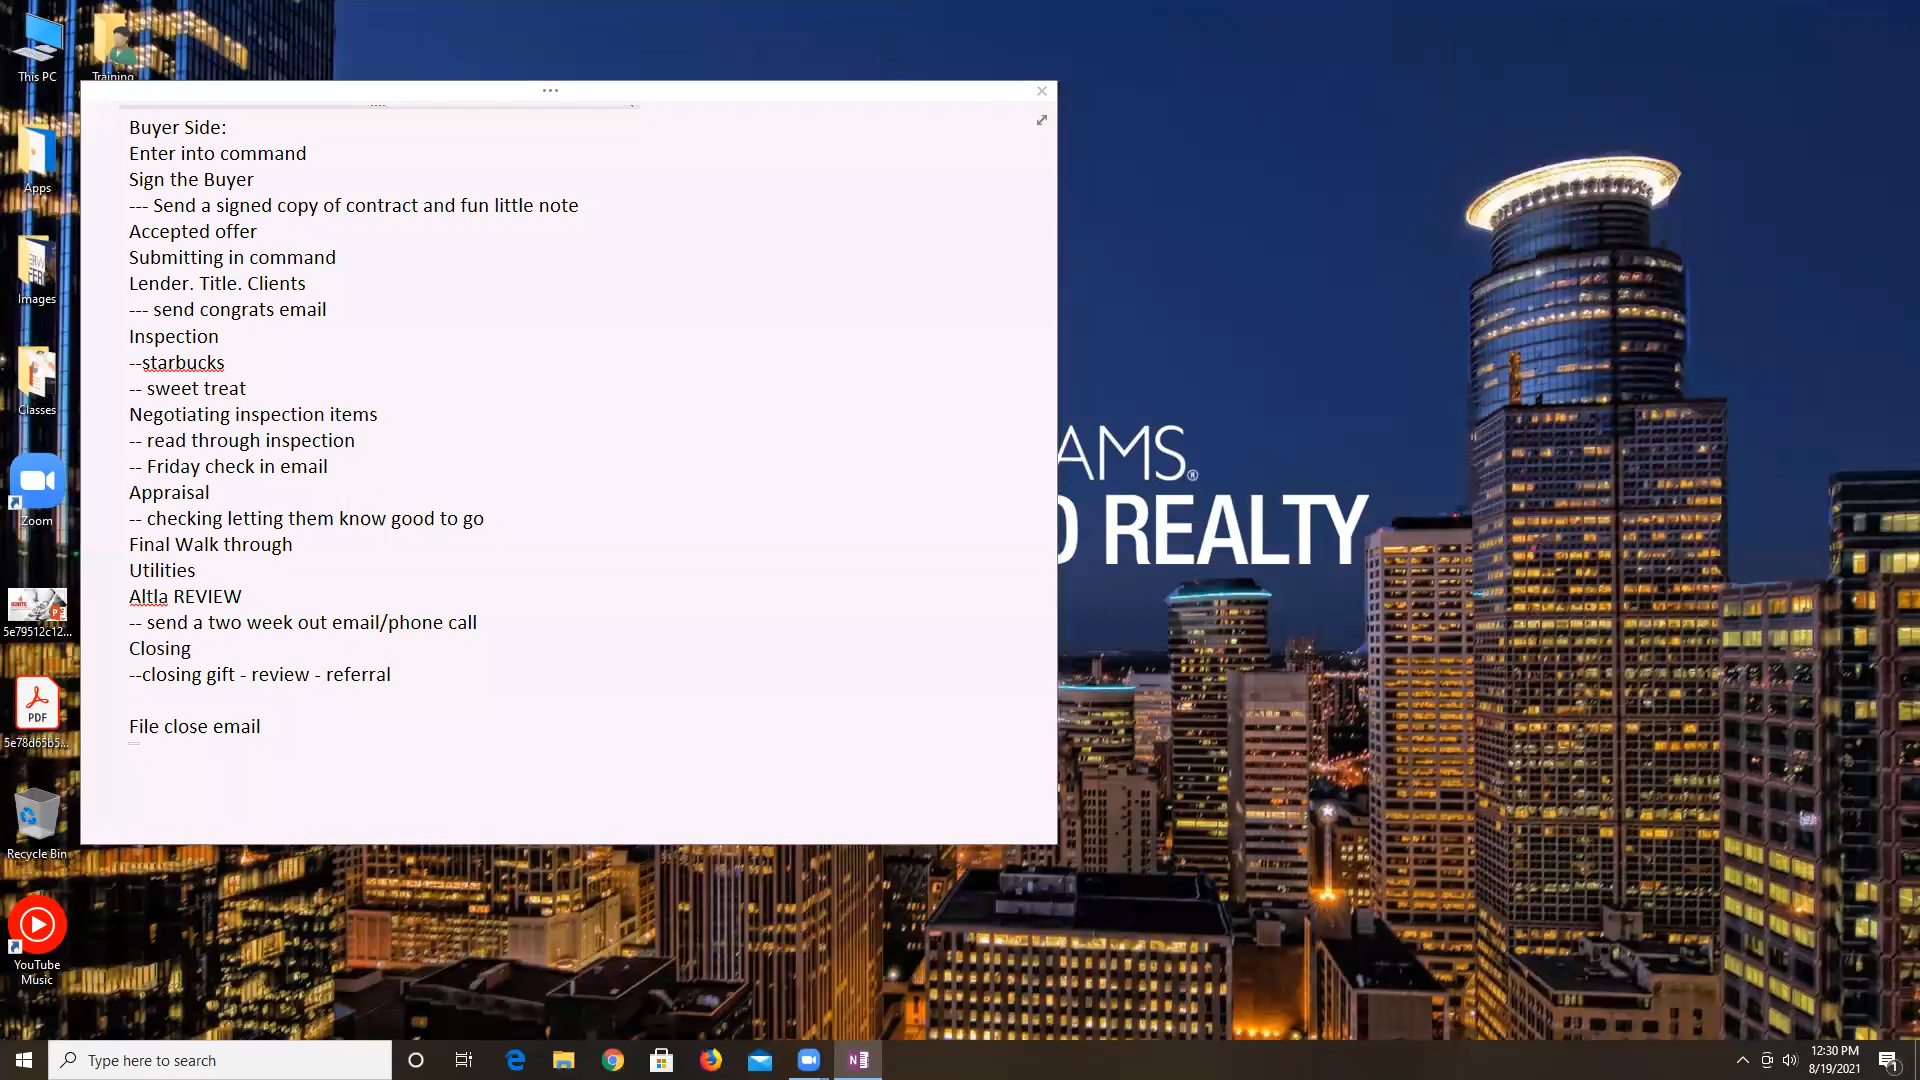 This PC
Training
Apps
Images
Classes
Zoom
5e79512c12...
PDF
5e78d65b5...
Recycle Bin
YouTube
Music
Buyer Side:
Enter into command
Sign the Buyer
--- Send a signed copy of contract and fun little note
Accepted offer
Submitting in command
Lender. Title. Clients
--- send congrats email
Inspection
--starbucks
-- sweet treat
Negotiating inspection items
-- read through inspection
-- Friday check in email
Appraisal
-- checking letting them know good to go
Final Walk through
Utilities
Altla REVIEW
-- send a two week out email/phone call
Closing
--closing gift - review - referral
File close email
AMS®
REALTY
Type here to search
12:30 PM
8/19/2021
1